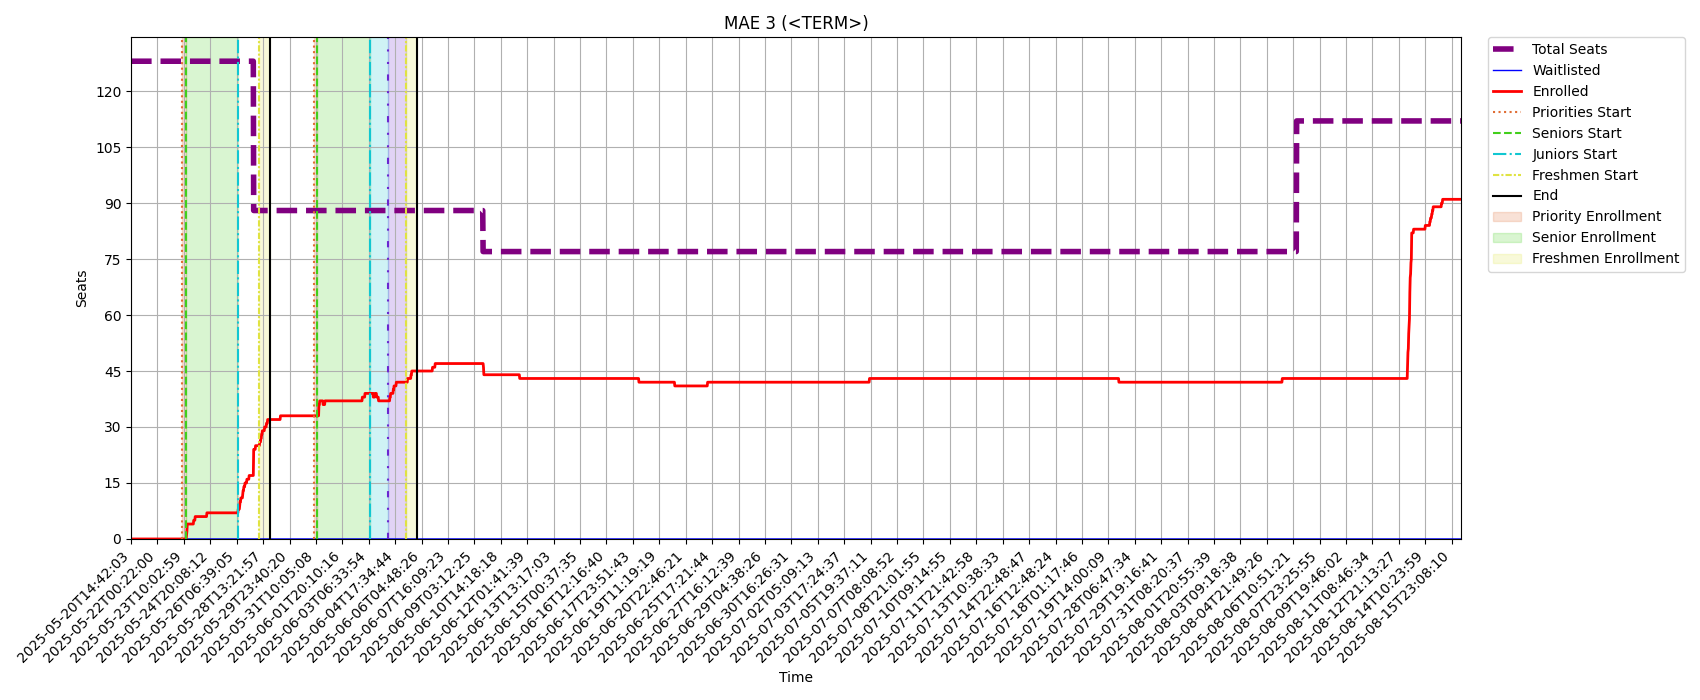 MAE 3 (<TERM>)
Total Seats
Waitlisted
Enrolled
Priorities Start
Seniors Start
Juniors Start
Freshmen Start
End
Priority Enrollment
Senior Enrollment
Freshmen Enrollment
Seats
120
105
90
75
60
45
30
15
0
2025-05-20T14:42:03
2025-05-22T00:22:00
2025-05-23T10:02:59
2025-05-24T20:08:12
2025-05-26T06:39:05
2025-05-28T13:21:57
2025-05-29T23:40:20
2025-05-31T10:05:08
2025-06-01T20:10:16
2025-06-03T06:33:54
2025-06-04T17:34:44
2025-06-06T04:48:26
2025-06-07T16:09:23
2025-06-09T03:12:25
2025-06-10T14:18:18
2025-06-12T01:41:39
2025-06-13T13:17:03
2025-06-15T00:37:35
2025-06-16T12:16:40
2025-06-17T23:51:43
2025-06-19T11:19:19
2025-06-20T22:46:21
2025-06-25T17:21:44
2025-06-27T16:12:39
2025-06-29T04:38:26
2025-06-30T16:26:31
2025-07-02T05:09:13
2025-07-03T17:24:37
2025-07-05T19:37:11
2025-07-07T08:08:52
2025-07-08T21:01:55
2025-07-10T09:14:55
2025-07-11T21:42:58
2025-07-13T10:38:33
2025-07-14T22:48:47
2025-07-16T12:48:24
2025-07-18T01:17:46
2025-07-19T14:00:09
2025-07-28T06:47:34
2025-07-29T19:16:41
2025-07-31T08:20:37
2025-08-01T20:55:39
2025-08-03T09:18:38
2025-08-04T21:49:26
2025-08-06T10:51:21
2025-08-07T23:25:55
2025-08-09T19:46:02
2025-08-11T08:46:34
2025-08-12T21:13:27
2025-08-14T10:23:59
2025-08-15T23:08:10
Time